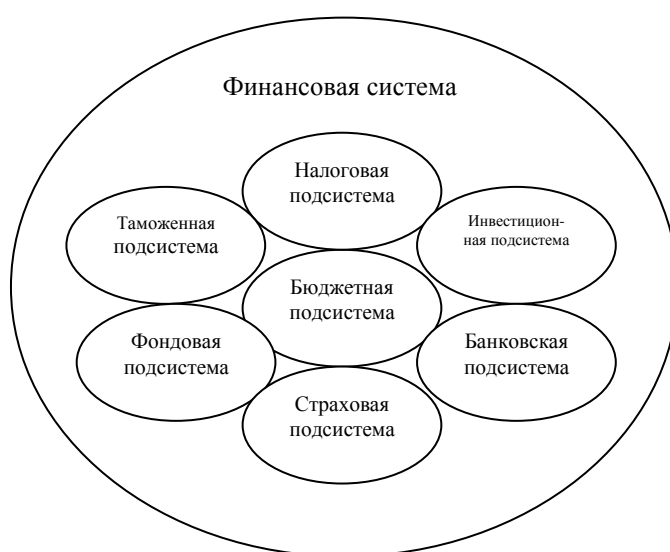 Финансовая система
Налоговая
подсистема
Таможенная
подсистема
Инвестицион-
ная подсистема
Бюджетная
подсистема
Фондовая
подсистема
Банковская
подсистема
Страховая
подсистема